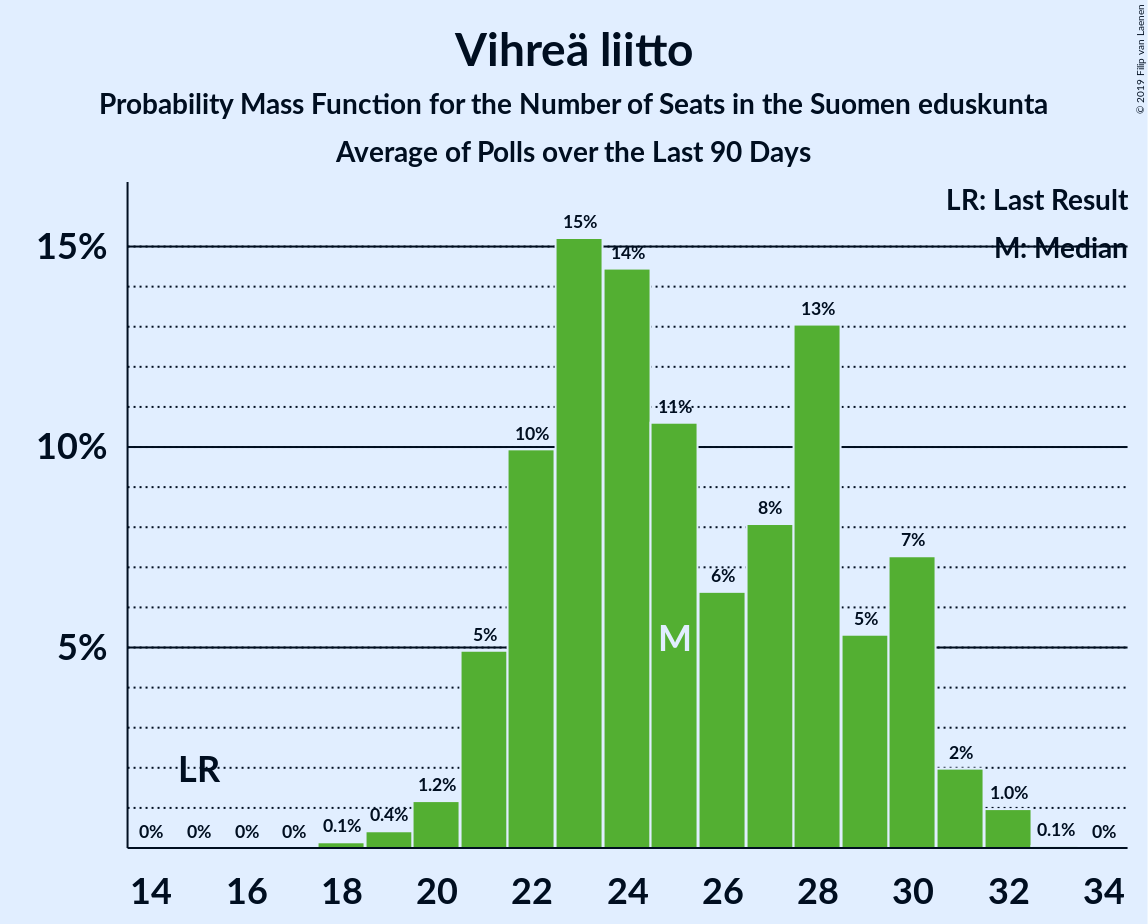 Vihreä liitto
Probability Mass Function for the Number of Seats in the Suomen eduskunta
Average of Polls over the Last 90 Days
© 2019 Filip van Laenen
LR: Last Result
M: Median
15%
10%
5%
0% 0% 0% 0% 0.1% 0.4% 1.2% 5% 10% 15% 14% 11% 6% 8% 13% 5% 7% 2% 1.0% 0.1% 0%
LR
M
14 16 18 20 22 24 26 28 30 32 34